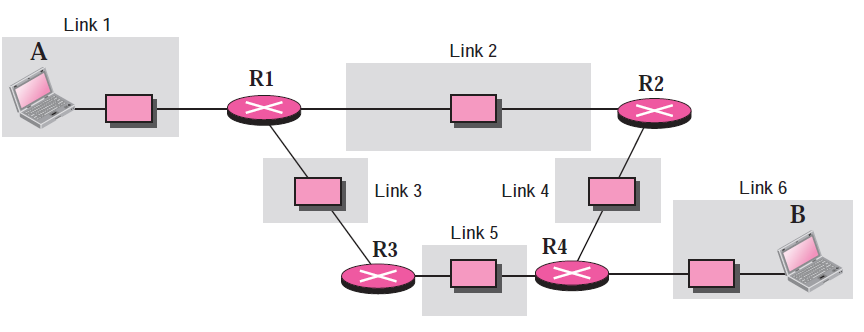 Link 1
A
Link 2
R1
R2
Link 3
Link 4
Link 6
B
Link 5
R3
R4